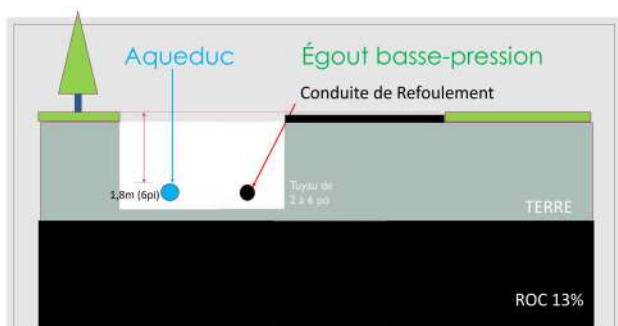 Aqueduc
Égout basse-pression
Conduite de Refoulement
1,8m (6pi)
Tuyau de
2 à 6 po
TERRE
ROC 13%